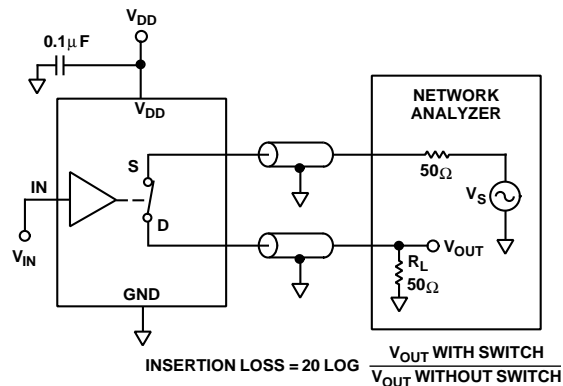 V_DD
0.1μF
V_DD
NETWORK
ANALYZER
S
50Ω
V_S
IN
D
V_IN
V_OUT
R_L
50Ω
GND
INSERTION LOSS = 20 LOG V_OUT WITH SWITCH
V_OUT WITHOUT SWITCH